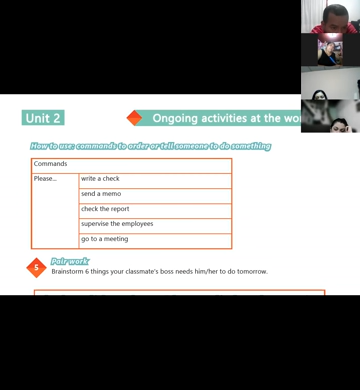 Unit 2
Ongoing activities at the wo
How to use: commands to order or tell someone to do something
Commands
Please... write a check
send a memo
check the report
supervise the employees
go to a meeting
5 Pair work
Brainstorm 6 things your classmate's boss needs him/her to do tomorrow.